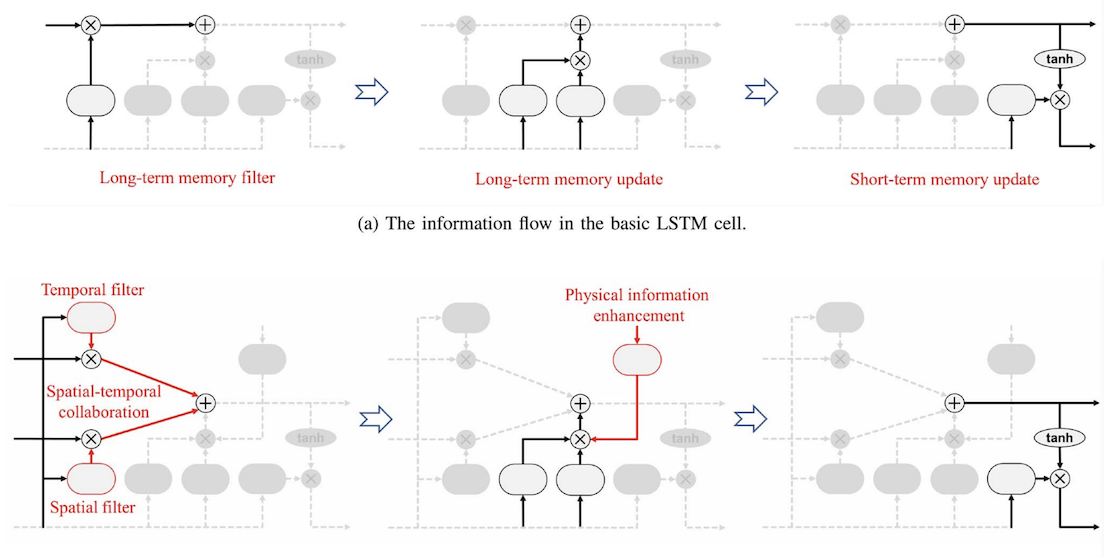 tanh
tanh
tanh
Long-term memory filter
Long-term memory update
Short-term memory update
(a) The information flow in the basic LSTM cell.
Temporal filter
Physical information
enhancement
Spatial-temporal
collaboration
tanh
tanh
tanh
Spatial filter